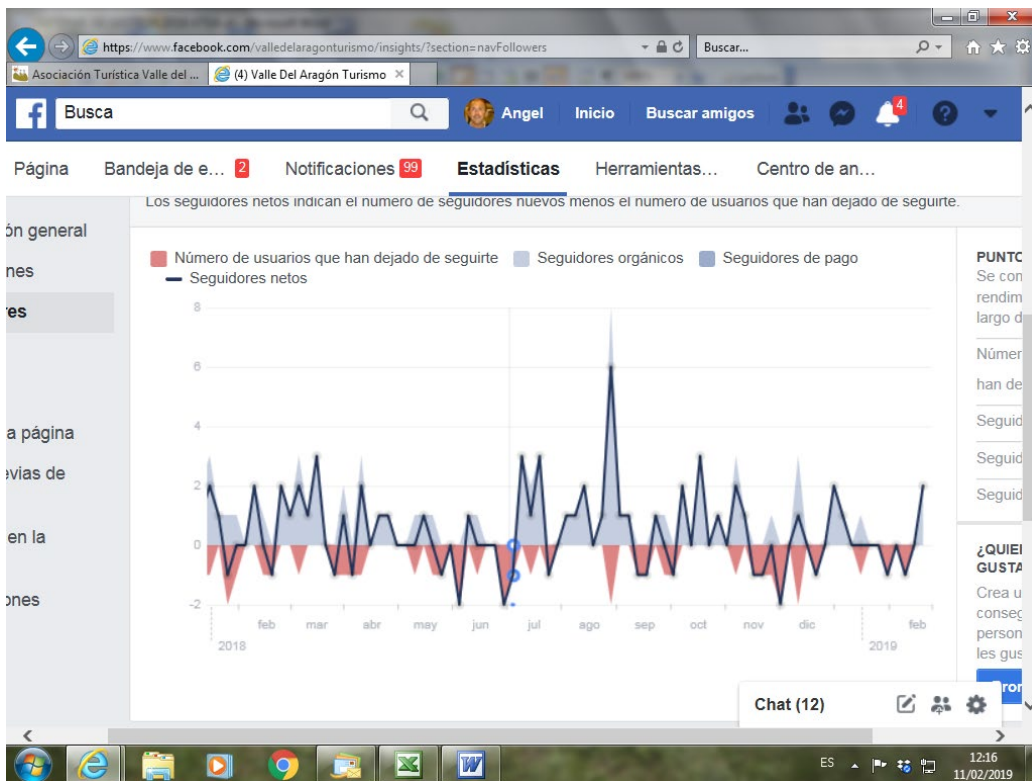 https://www.facebook.com/valledelaragonturismo/insights/?section=navFollowers
Buscar...
Asociación Turística Valle del ...
(4) Valle Del Aragón Turismo
Busca
Angel Inicio Buscar amigos 4
Página Bandeja de e... 2 Notificaciones 99 Estadísticas Herramientas... Centro de an...
Los seguidores netos indican el número de seguidores nuevos menos el número de usuarios que han dejado de seguirte.
ón general
nes
es
a página
evias de
en la
ones
Número de usuarios que han dejado de seguirte Seguidores orgánicos Seguidores de pago
Seguidores netos
8
6
4
2
0
-2
feb mar abr may jun jul ago sep oct nov dic feb
2018 2019
PUNTO
Se con
rendim
largo d
Númer
han de
Seguid
Seguid
Seguid
¿QUIE
GUSTA
Crea u
conseg
person
les gus
Chat (12)
ES
12:16
11/02/2019